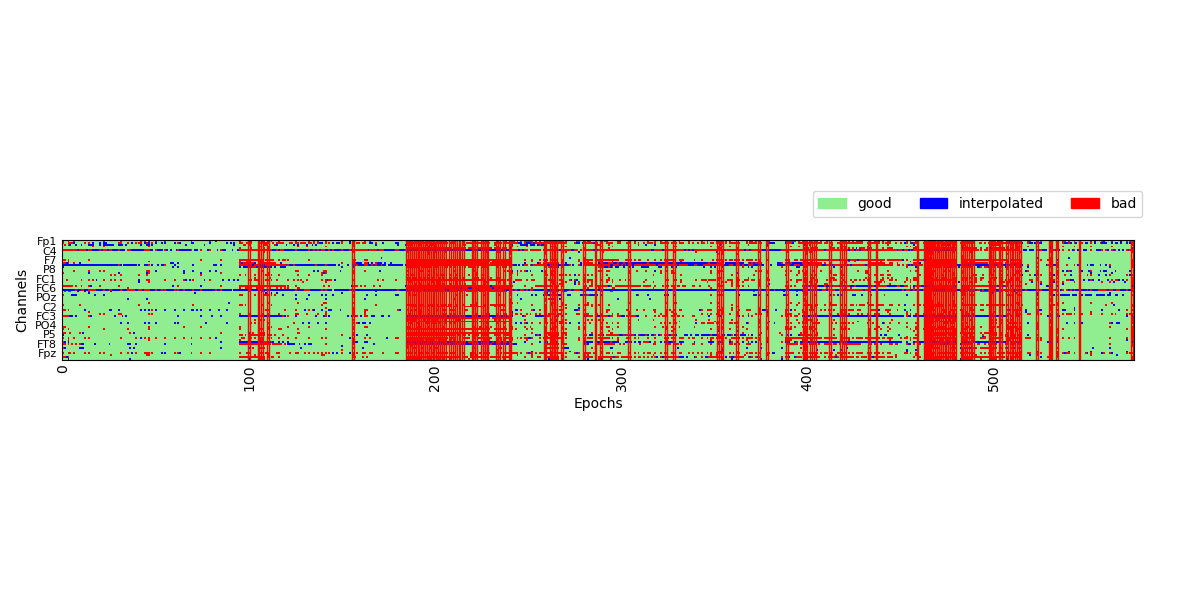 good interpolated bad
Fp1
C4
F7
P8
FC1
FC6
POz
C2
FC3
PO4
P5
FT8
Fpz
Channels
0 100 200 300 400 500
Epochs